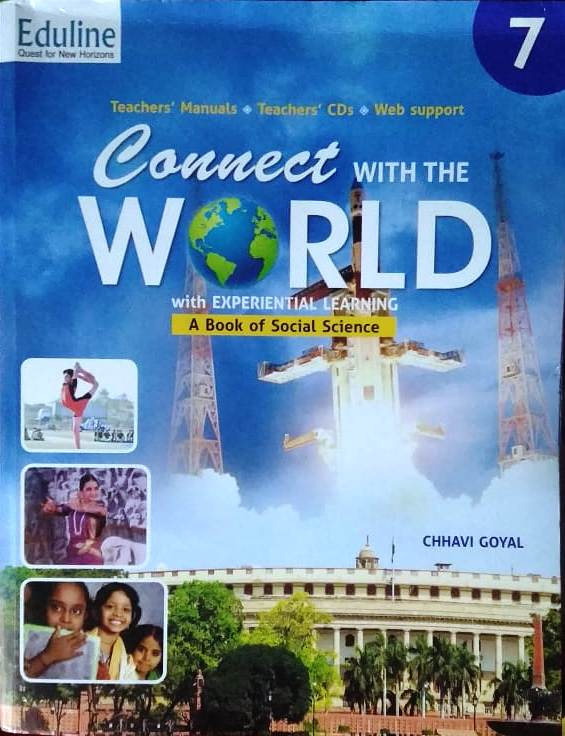 Eduline
Quest for New Horizons
7
Teachers' Manuals ◈ Teachers' CDs ◈ Web support
Connect WITH THE
WORLD
with EXPERIENTIAL LEARNING
A Book of Social Science
CHHAVI GOYAL